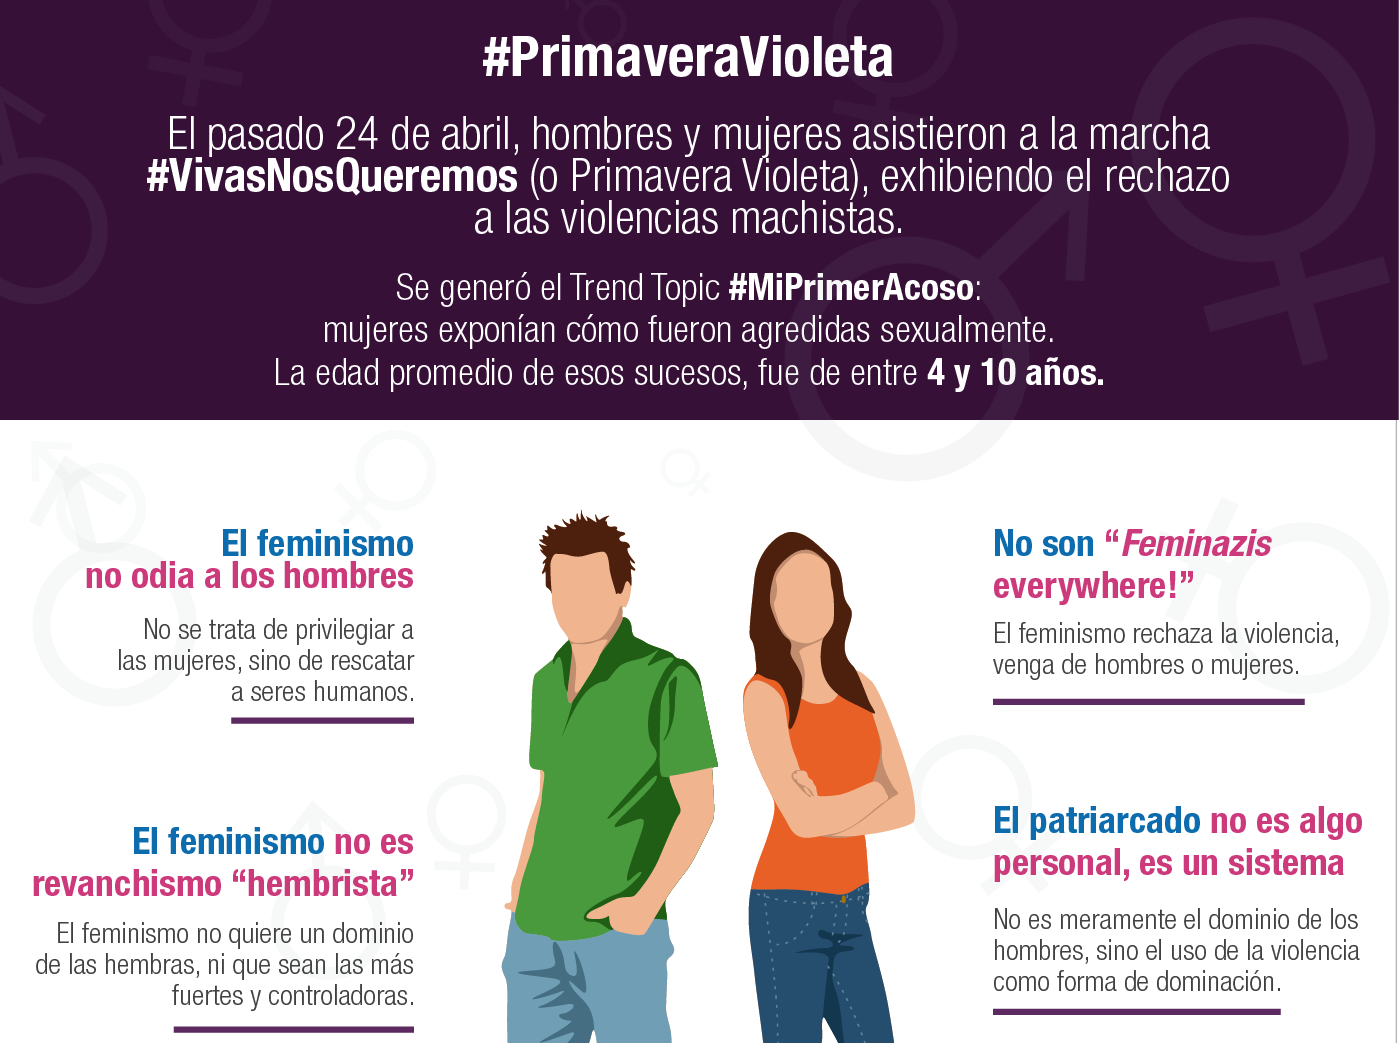 #PrimaveraVioleta
El pasado 24 de abril, hombres y mujeres asistieron a la marcha
#VivasNosQueremos (o Primavera Violeta), exhibiendo el rechazo
a las violencias machistas.
Se generó el Trend Topic #MiPrimerAcoso:
mujeres exponían cómo fueron agredidas sexualmente.
La edad promedio de esos sucesos, fue de entre 4 y 10 años.
El feminismo
no odia a los hombres
No se trata de privilegiar a
las mujeres, sino de rescatar
a seres humanos.
El feminismo no es
revanchismo “hembrista”
El feminismo no quiere un dominio
de las hembras, ni que sean las más
fuertes y controladoras.
No son “Feminazis
everywhere!”
El feminismo rechaza la violencia,
venga de hombres o mujeres.
El patriarcado no es algo
personal, es un sistema
No es meramente el dominio de los
hombres, sino el uso de la violencia
como forma de dominación.